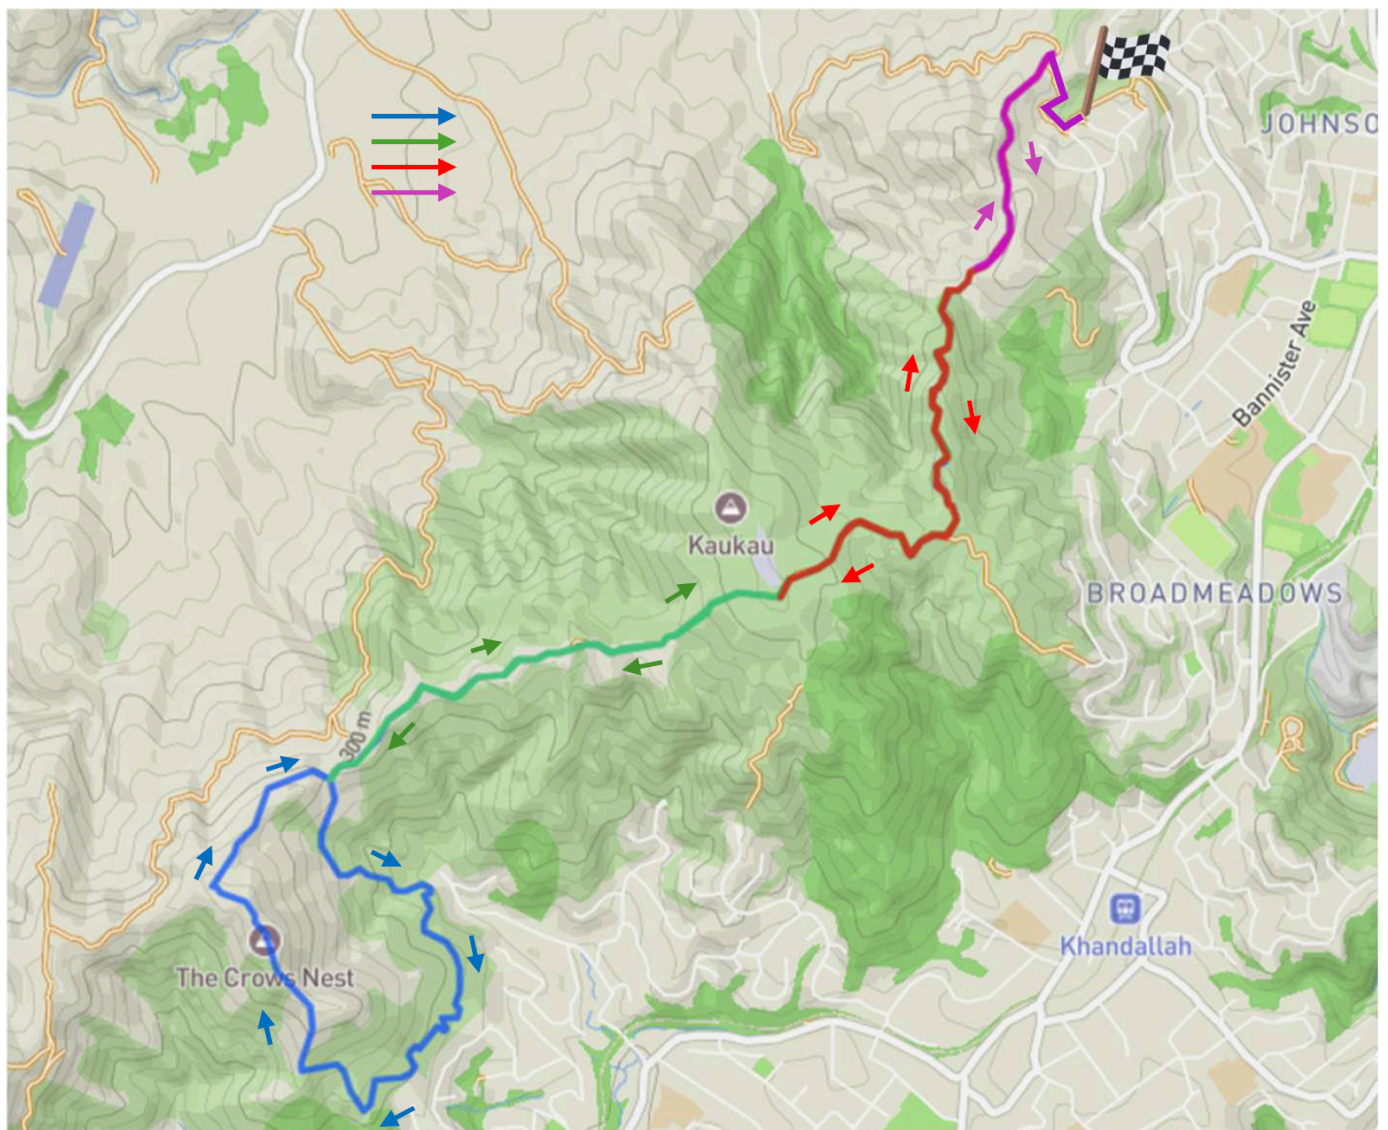 JOHNSO
Bannister Ave
Kaukau
BROADMEADOWS
300 m
Khandallah
The Crows Nest